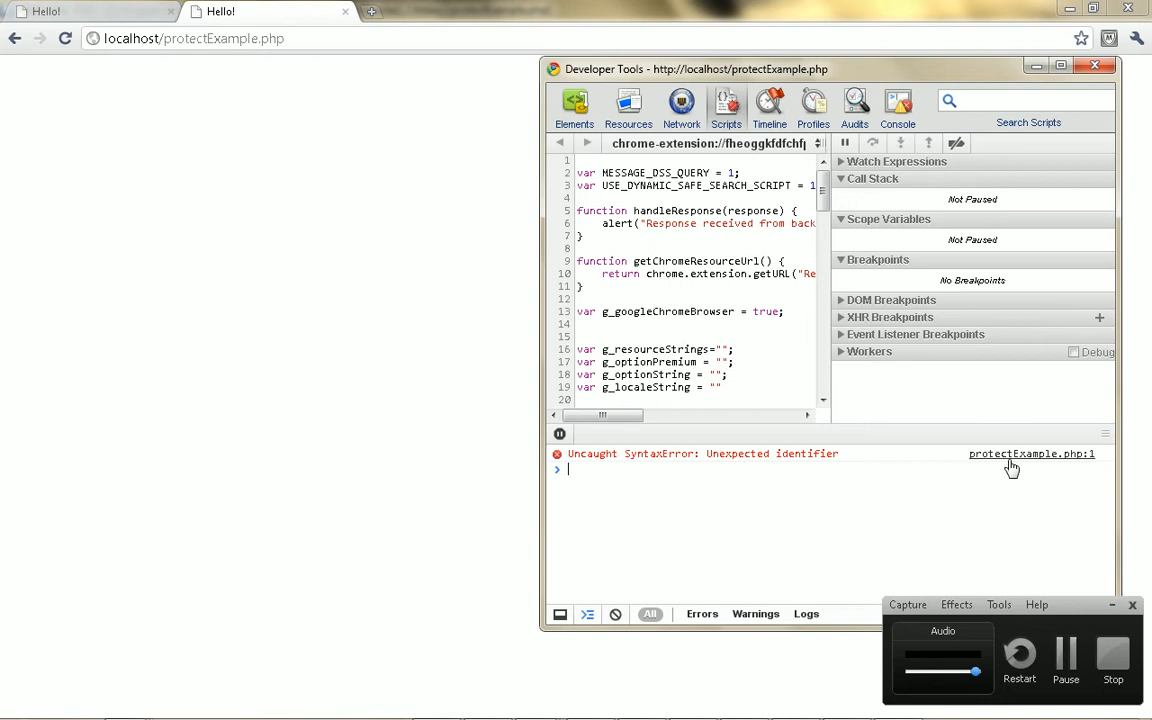 Hello!
Hello!
localhost/protectExample.php
Developer Tools - http://localhost/protectExample.php
Elements Resources Network Scripts Timeline Profiles Audits Console
Search Scripts
chrome-extension://fheoggkfdfchfp
1
2 var MESSAGE_DSS_QUERY = 1;
3 var USE_DYNAMIC_SAFE_SEARCH_SCRIPT = 1
4
5 function handleResponse(response) {
6 alert("Response received from back
7 }
8
9 function getChromeResourceUrl() {
10 return chrome.extension.getURL("Re
11 }
12
13 var g_googleChromeBrowser = true;
14
15
16 var g_resourceStrings="";
17 var g_optionPremium = "";
18 var g_optionString = "";
19 var g_localeString = ""
20
Watch Expressions
Call Stack
Not Paused
Scope Variables
Not Paused
Breakpoints
No Breakpoints
DOM Breakpoints
XHR Breakpoints
Event Listener Breakpoints
Workers Debug
Uncaught SyntaxError: Unexpected identifier protectExample.php:1
All Errors Warnings Logs
Capture Effects Tools Help
Audio
Restart Pause Stop